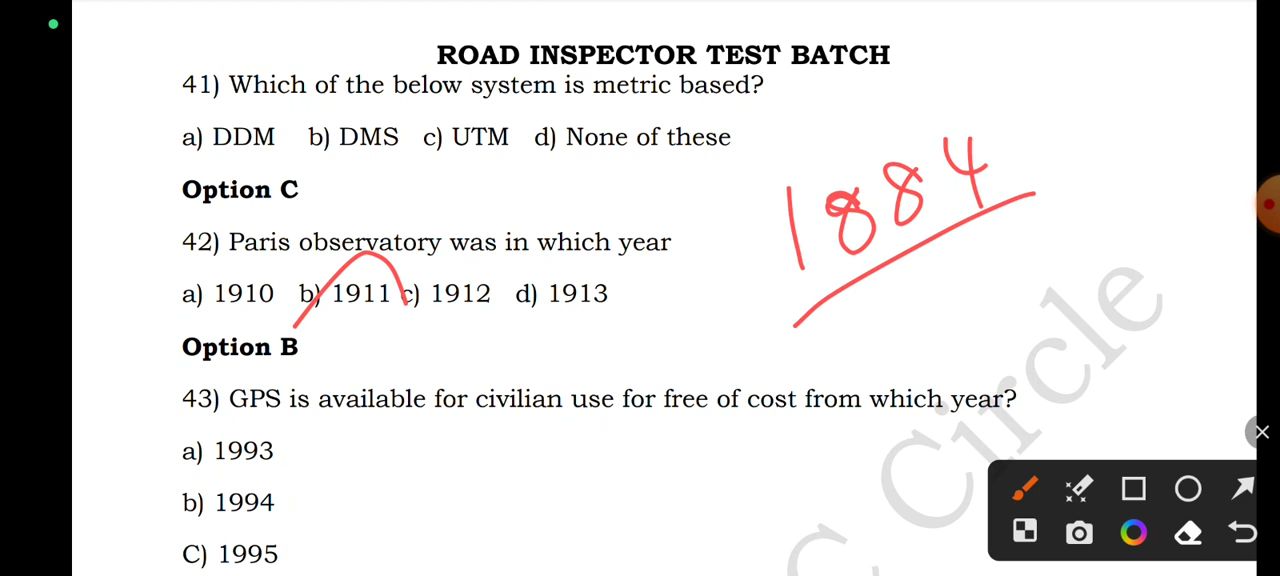 ROAD INSPECTOR TEST BATCH
41) Which of the below system is metric based?
a) DDM b) DMS c) UTM d) None of these
Option C
1884
42) Paris observatory was in which year
a) 1910 b) 1911 c) 1912 d) 1913
Option B
43) GPS is available for civilian use for free of cost from which year?
a) 1993
b) 1994
C) 1995
C Circle